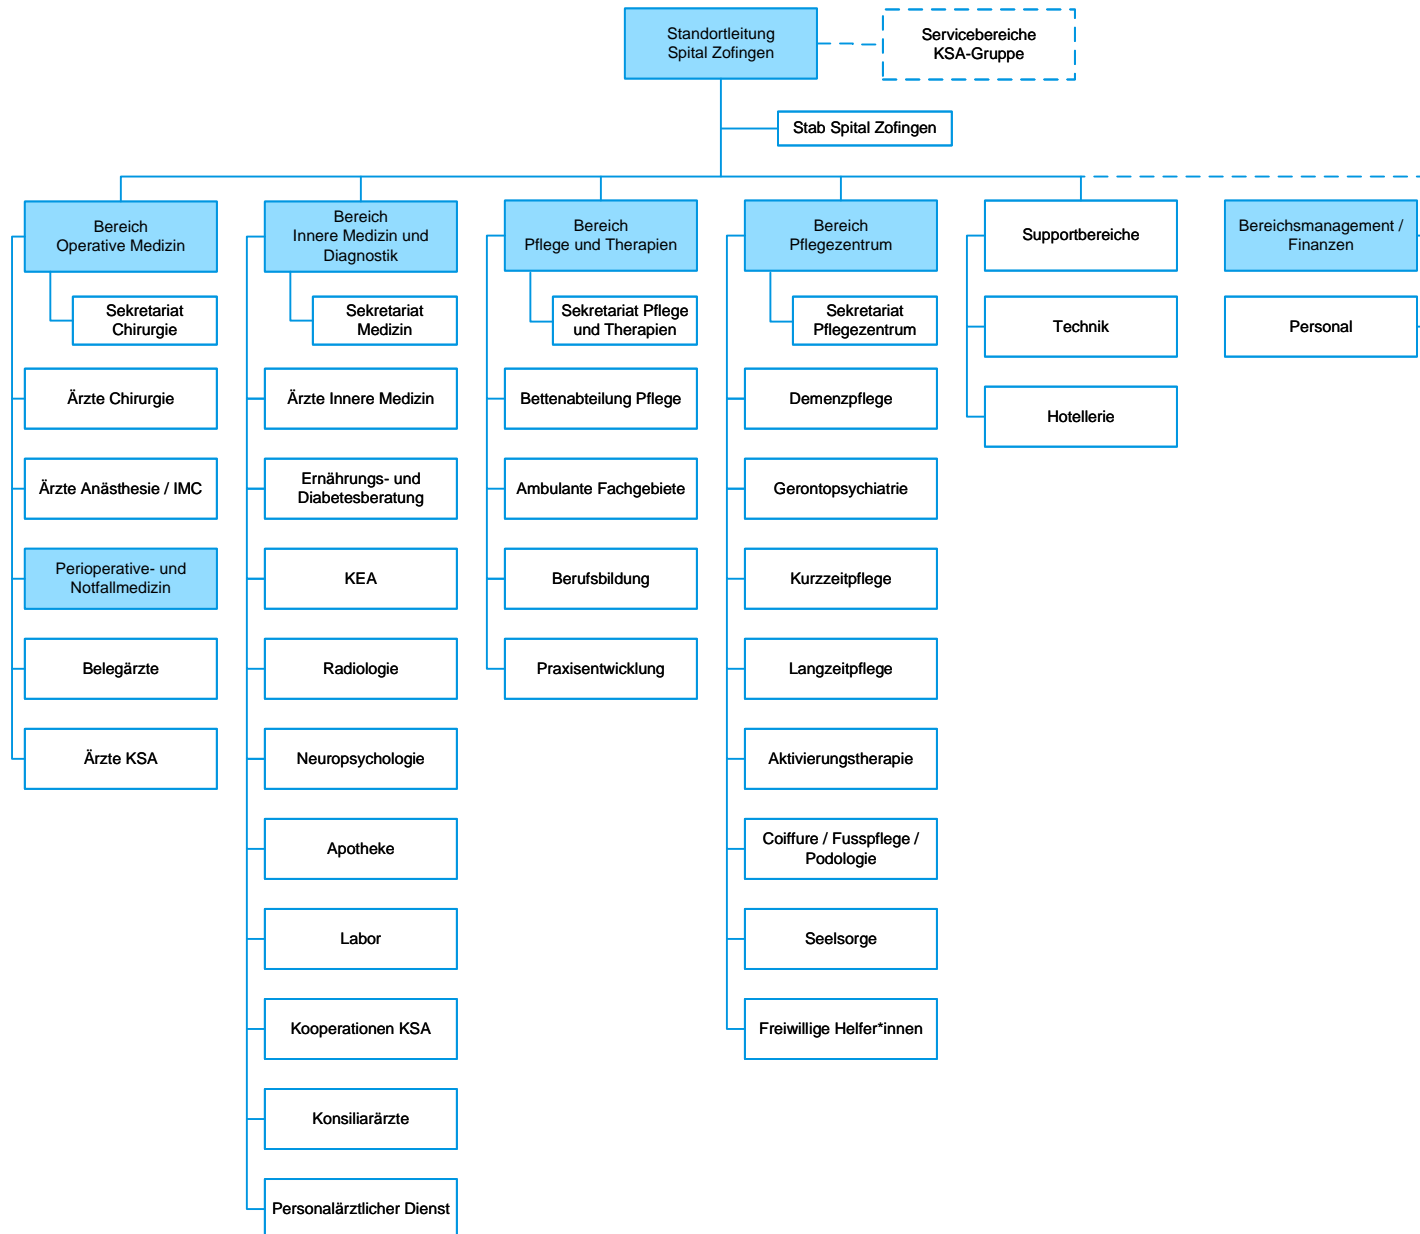 Standortleitung
Spital Zofingen
Servicebereiche
KSA-Gruppe
Stab Spital Zofingen
Bereich
Operative Medizin
Sekretariat
Chirurgie
Ärzte Chirurgie
Ärzte Anästhesie / IMC
Perioperative- und
Notfallmedizin
Belegärzte
Ärzte KSA
Bereich
Innere Medizin und
Diagnostik
Sekretariat
Medizin
Ärzte Innere Medizin
Ernährungs- und
Diabetesberatung
KEA
Radiologie
Neuropsychologie
Apotheke
Labor
Kooperationen KSA
Konsiliarärzte
Personalärztlicher Dienst
Bereich
Pflege und Therapien
Sekretariat Pflege
und Therapien
Bettenabteilung Pflege
Ambulante Fachgebiete
Berufsbildung
Praxisentwicklung
Bereich
Pflegezentrum
Sekretariat
Pflegezentrum
Demenzpflege
Gerontopsychiatrie
Kurzzeitpflege
Langzeitpflege
Aktivierungstherapie
Coiffure / Fusspflege /
Podologie
Seelsorge
Freiwillige Helfer*innen
Supportbereiche
Technik
Hotellerie
Bereichsmanagement /
Finanzen
Personal